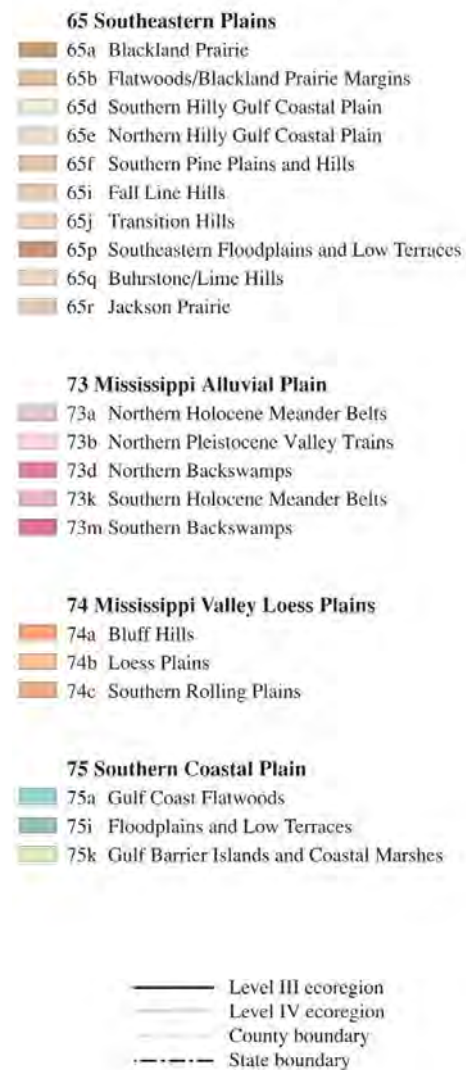 65 Southeastern Plains
65a Blackland Prairie
65b Flatwoods/Blackland Prairie Margins
65d Southern Hilly Gulf Coastal Plain
65e Northern Hilly Gulf Coastal Plain
65f Southern Pine Plains and Hills
65i Fall Line Hills
65j Transition Hills
65p Southeastern Floodplains and Low Terraces
65q Buhrstone/Lime Hills
65r Jackson Prairie
73 Mississippi Alluvial Plain
73a Northern Holocene Meander Belts
73b Northern Pleistocene Valley Trains
73d Northern Backswamps
73k Southern Holocene Meander Belts
73m Southern Backswamps
74 Mississippi Valley Loess Plains
74a Bluff Hills
74b Loess Plains
74c Southern Rolling Plains
75 Southern Coastal Plain
75a Gulf Coast Flatwoods
75i Floodplains and Low Terraces
75k Gulf Barrier Islands and Coastal Marshes
Level III ecoregion
Level IV ecoregion
County boundary
State boundary